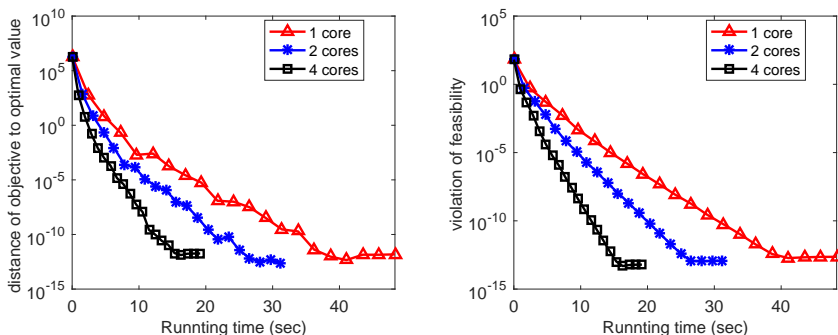 distance of objective to optimal value
10^10
10^5
10^0
10^-5
10^-10
10^-15
0
10
20
30
40
Runnting time (sec)
1 core
2 cores
4 cores
violation of feasibility
10^5
10^0
10^-5
10^-10
10^-15
0
10
20
30
40
Runnting time (sec)
1 core
2 cores
4 cores